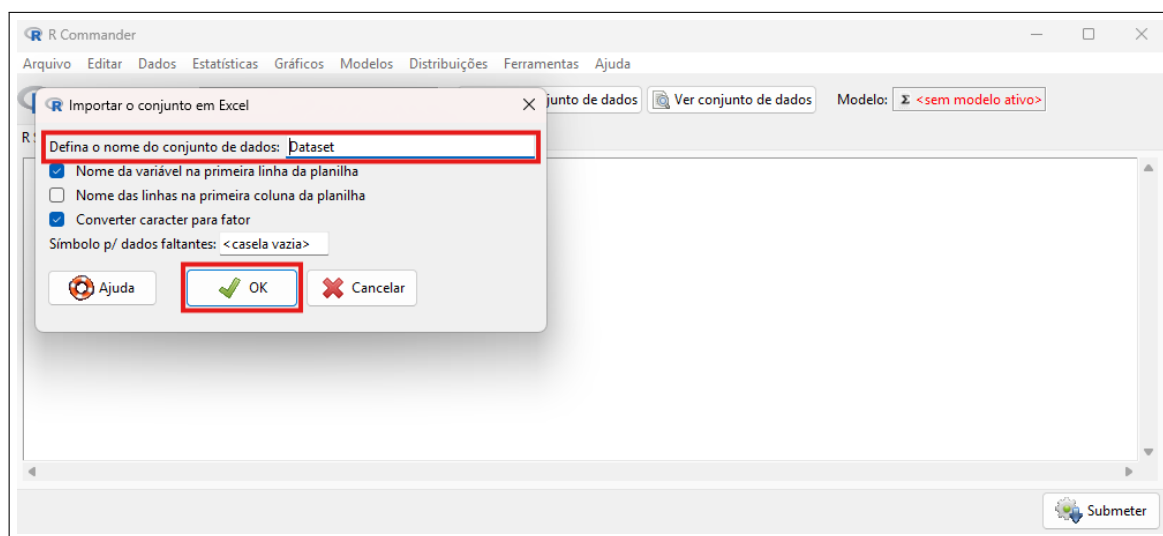 R Commander
Arquivo Editar Dados Estatísticas Gráficos Modelos Distribuições Ferramentas Ajuda
Importar o conjunto em Excel
junto de dados Ver conjunto de dados Modelo: Σ <sem modelo ativo>
R
Defina o nome do conjunto de dados: Dataset
Nome da variável na primeira linha da planilha
Nome das linhas na primeira coluna da planilha
Converter caracter para fator
Símbolo p/ dados faltantes: <casela vazia>
Ajuda OK Cancelar
Submeter